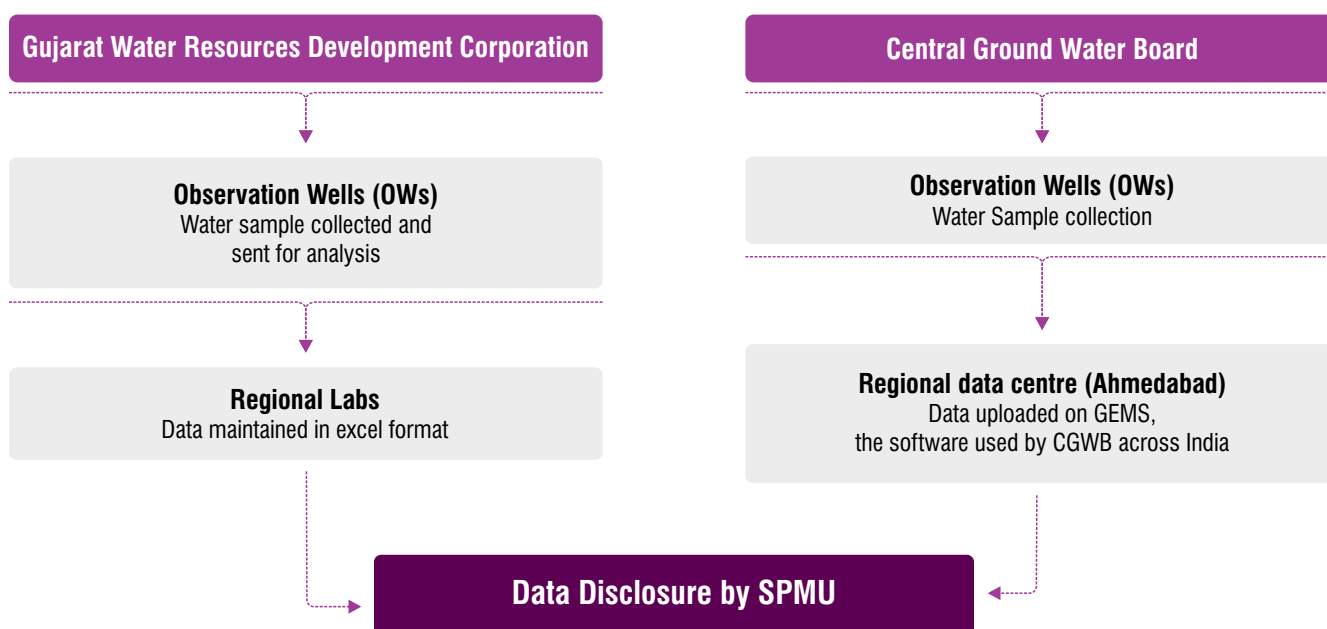 Gujarat Water Resources Development Corporation
Observation Wells (OWs)
Water sample collected and
sent for analysis
Regional Labs
Data maintained in excel format
Central Ground Water Board
Observation Wells (OWs)
Water Sample collection
Regional data centre (Ahmedabad)
Data uploaded on GEMS,
the software used by CGWB across India
Data Disclosure by SPMU